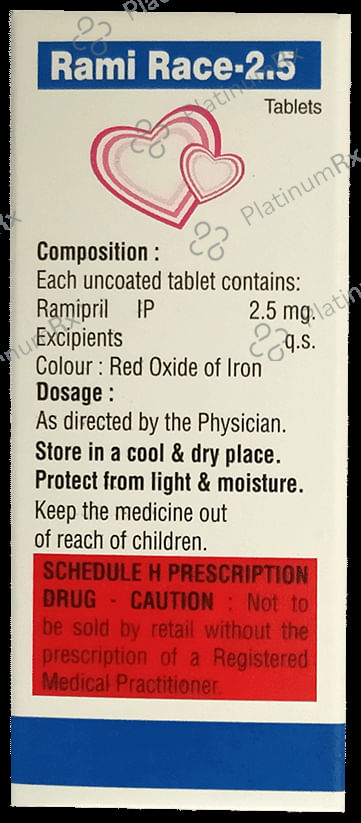 Rami Race-2.5
Tablets
Composition :
Each uncoated tablet contains:
Ramipril IP 2.5 mg.
Excipients q.s.
Colour : Red Oxide of Iron
Dosage :
As directed by the Physician.
Store in a cool & dry place.
Protect from light & moisture.
Keep the medicine out
of reach of children.
SCHEDULE H PRESCRIPTION
DRUG - CAUTION : Not to
be sold by retail without the
prescription of a Registered
Medical Practitioner.
PlatinumRx
PlatinumRx